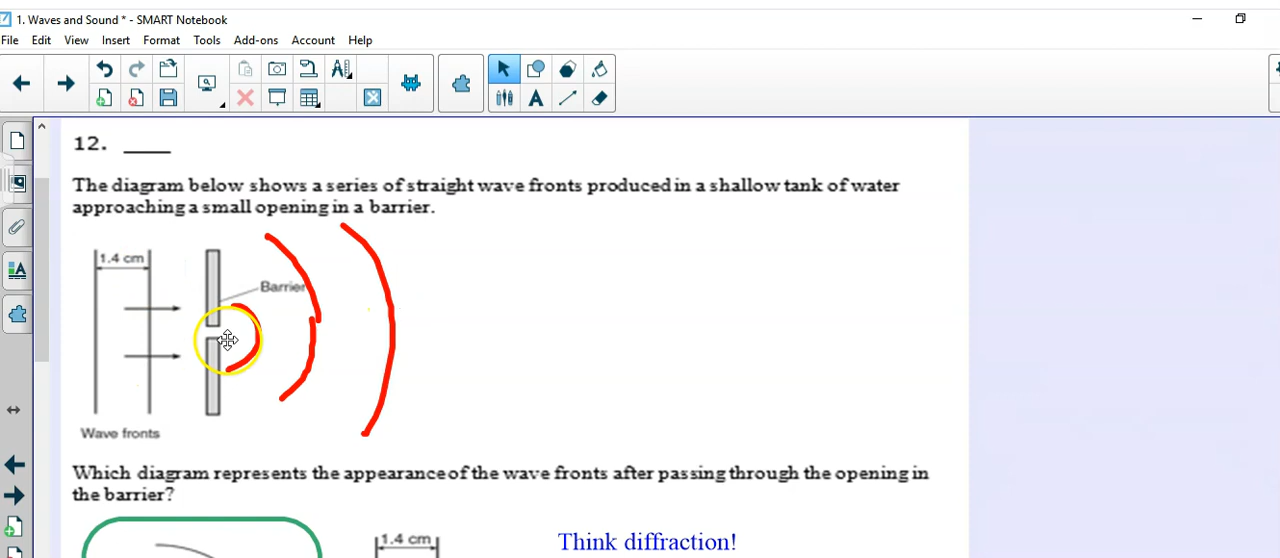 1. Waves and Sound * - SMART Notebook
File Edit View Insert Format Tools Add-ons Account Help
12. ____
The diagram below shows a series of straight wave fronts produced in a shallow tank of water
approaching a small opening in a barrier.
1.4 cm
Barrier
Wave fronts
Which diagram represents the appearance of the wave fronts after passing through the opening in
the barrier?
1.4 cm
Think diffraction!